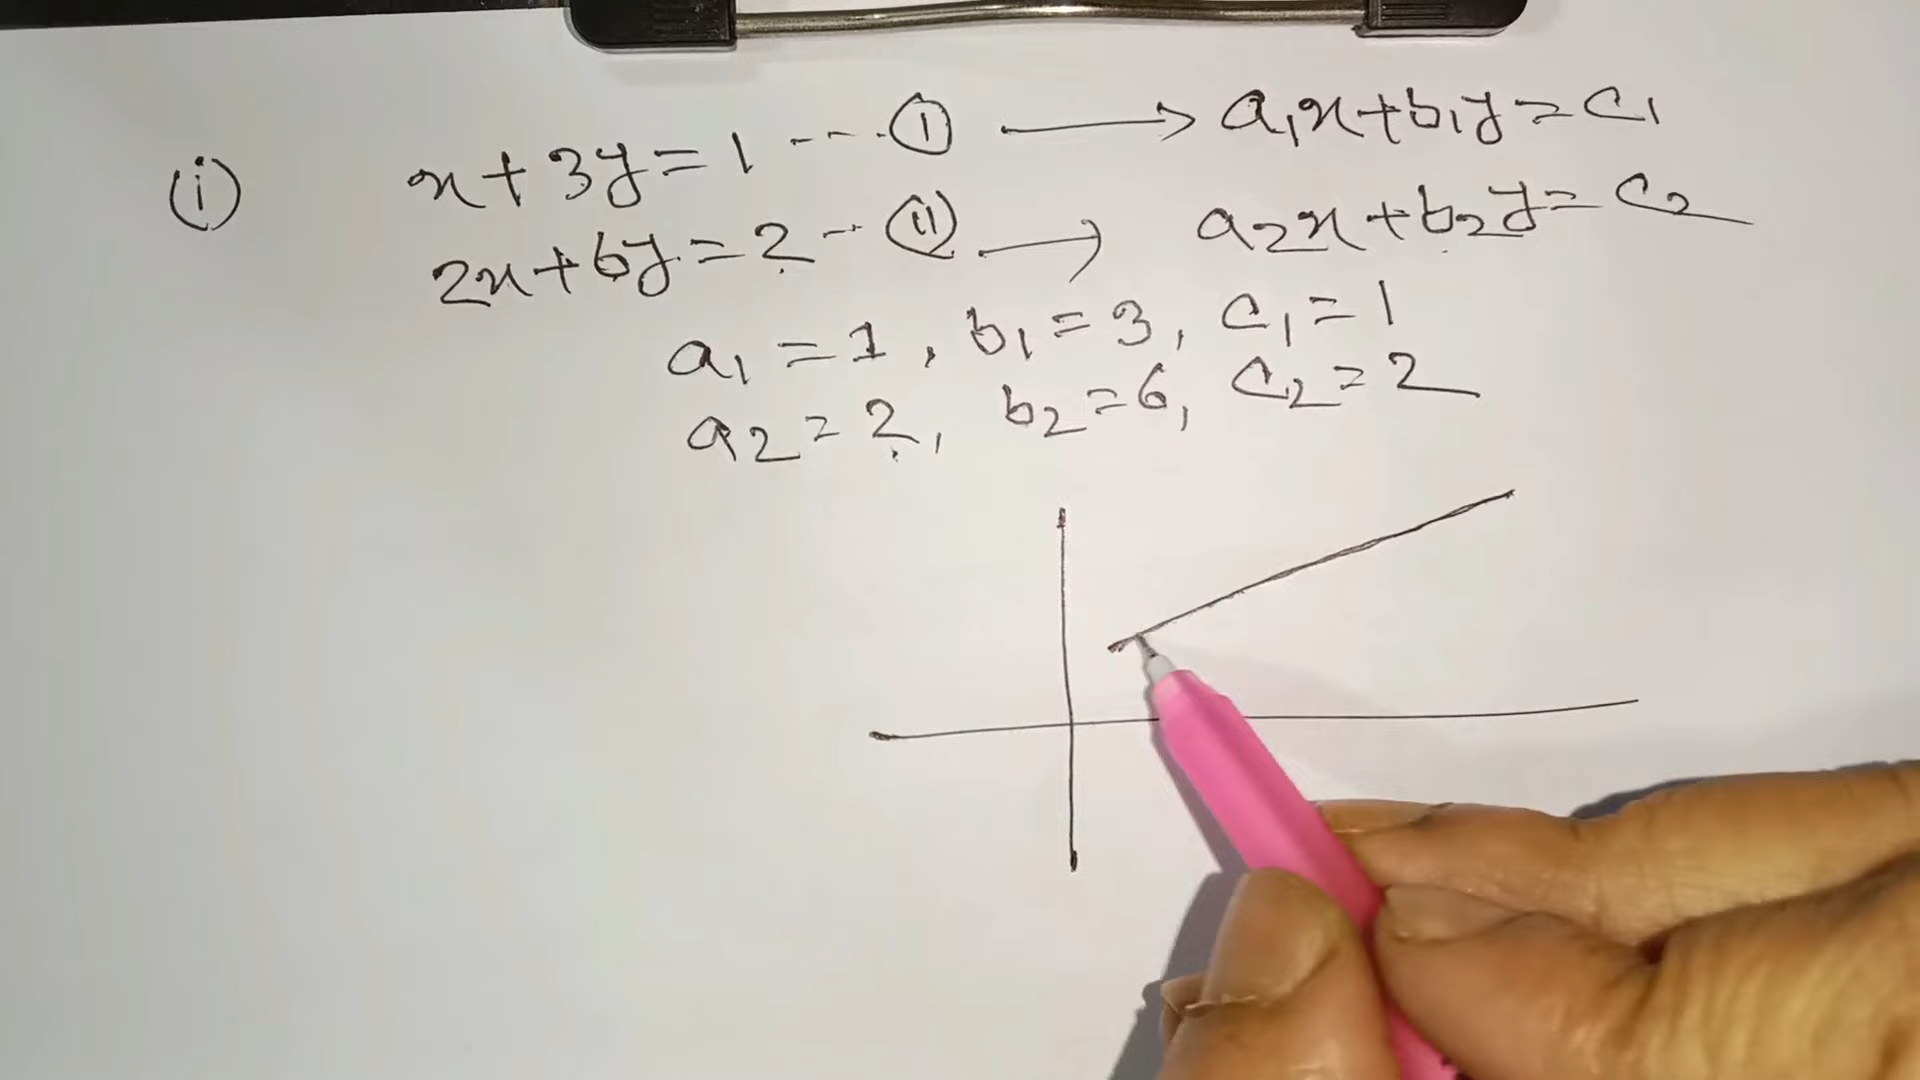 (i) x+3y=1 ---- (I) → a₁x+b₁y=c₁
2x+6y=2 -- (II) → a₂x+b₂y=c₂
a₁=1, b₁=3, c₁=1
a₂=2, b₂=6, c₂=2